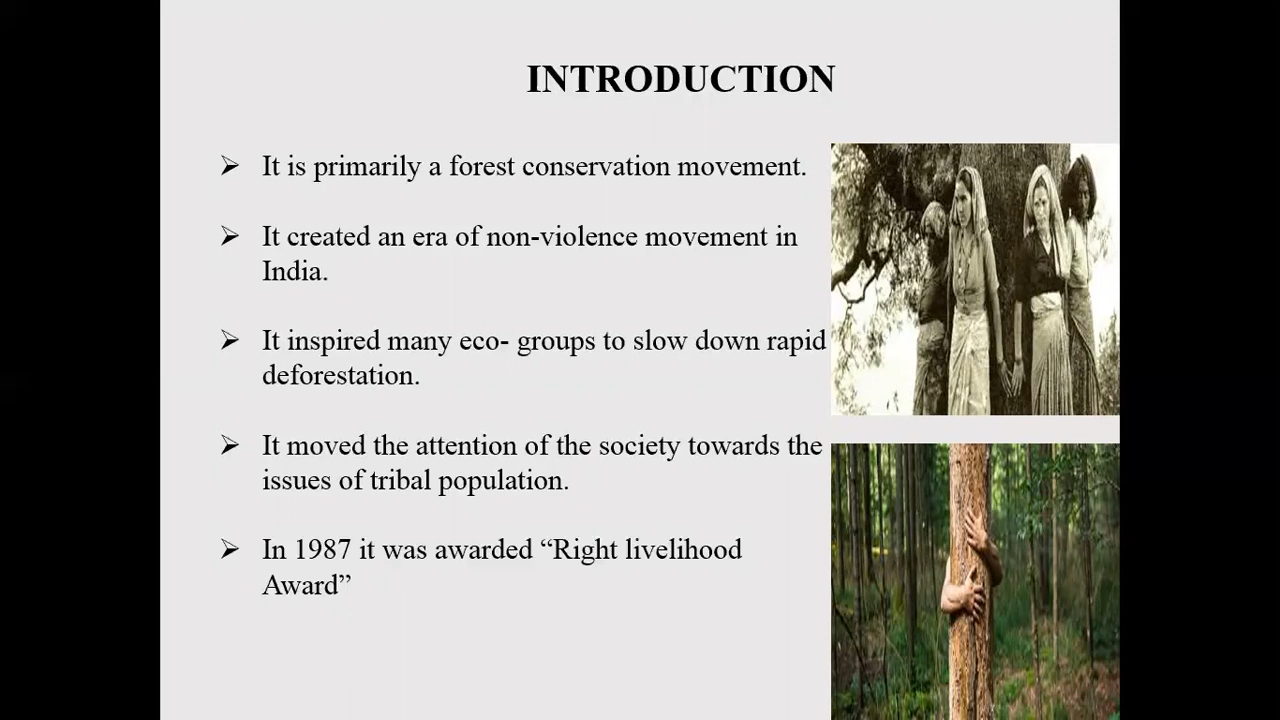 INTRODUCTION
It is primarily a forest conservation movement.
It created an era of non-violence movement in
India.
It inspired many eco- groups to slow down rapid
deforestation.
It moved the attention of the society towards the
issues of tribal population.
In 1987 it was awarded “Right livelihood
Award”